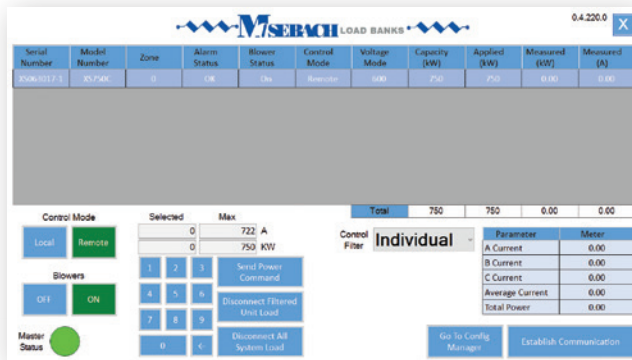 0.4.220.0
X
MOSEBACH LOAD BANKS
Serial Number Model Number Zone Alarm Status Blower Status Control Mode Voltage Mode Capacity (kW) Applied (kW) Measured (kW) Measured (A)
X5750C 0 OK On Remote 600 750 750 0.00 0.00
Total 750 750 0.00 0.00
Control Mode
Local Remote
Blowers
OFF ON
Master Status
Selected Max
0 722 A
0 750 KW
1 2 3
4 5 6
7 8 9
0 <-
Send Power Command
Disconnect Filtered Unit Load
Disconnect All System Load
Control Filter Individual
Parameter Meter
A Current 0.00
B Current 0.00
C Current 0.00
Average Current 0.00
Total Power 0.00
Go To Config Manager
Establish Communication